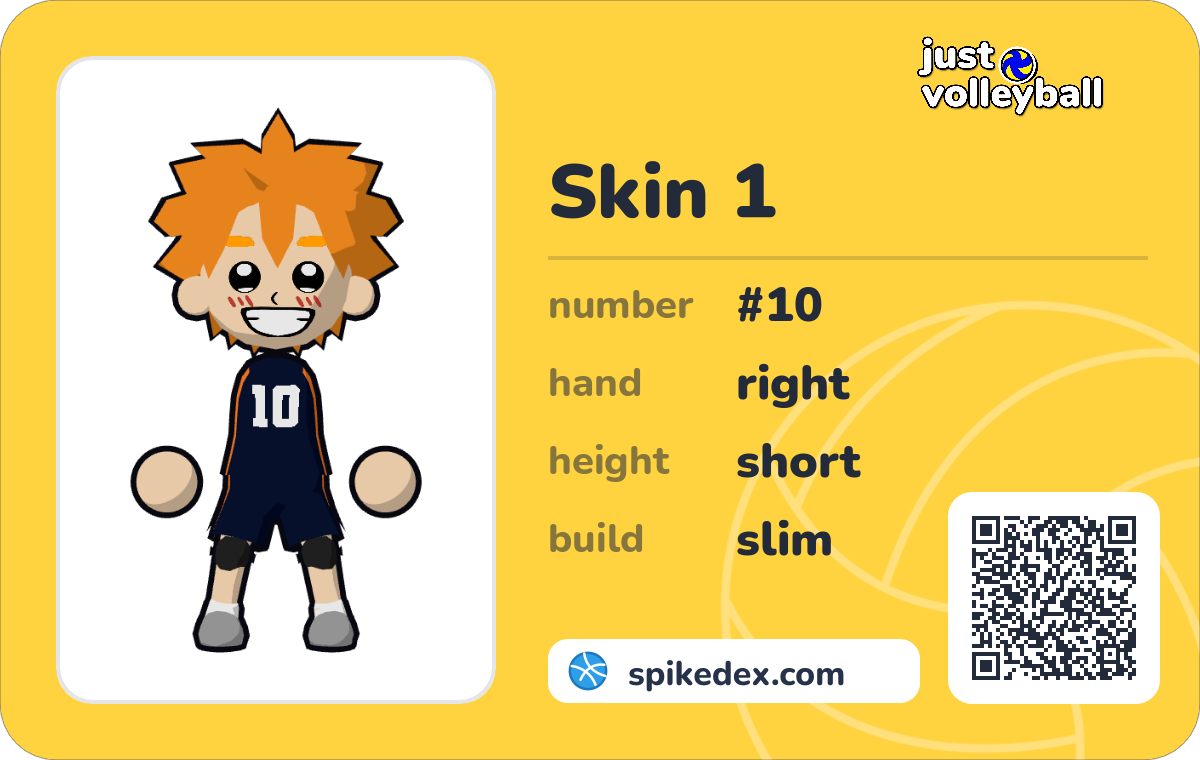 just
volleyball
Skin 1
number #10
hand right
height short
build slim
10
spikedex.com